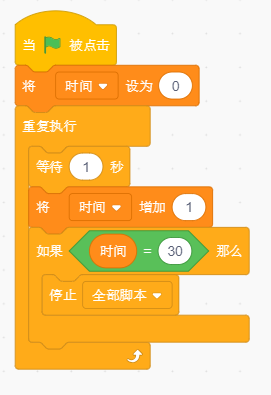 当 被点击
将 时间 设为 0
重复执行
等待 1 秒
将 时间 增加 1
如果 时间 = 30 那么
停止 全部脚本